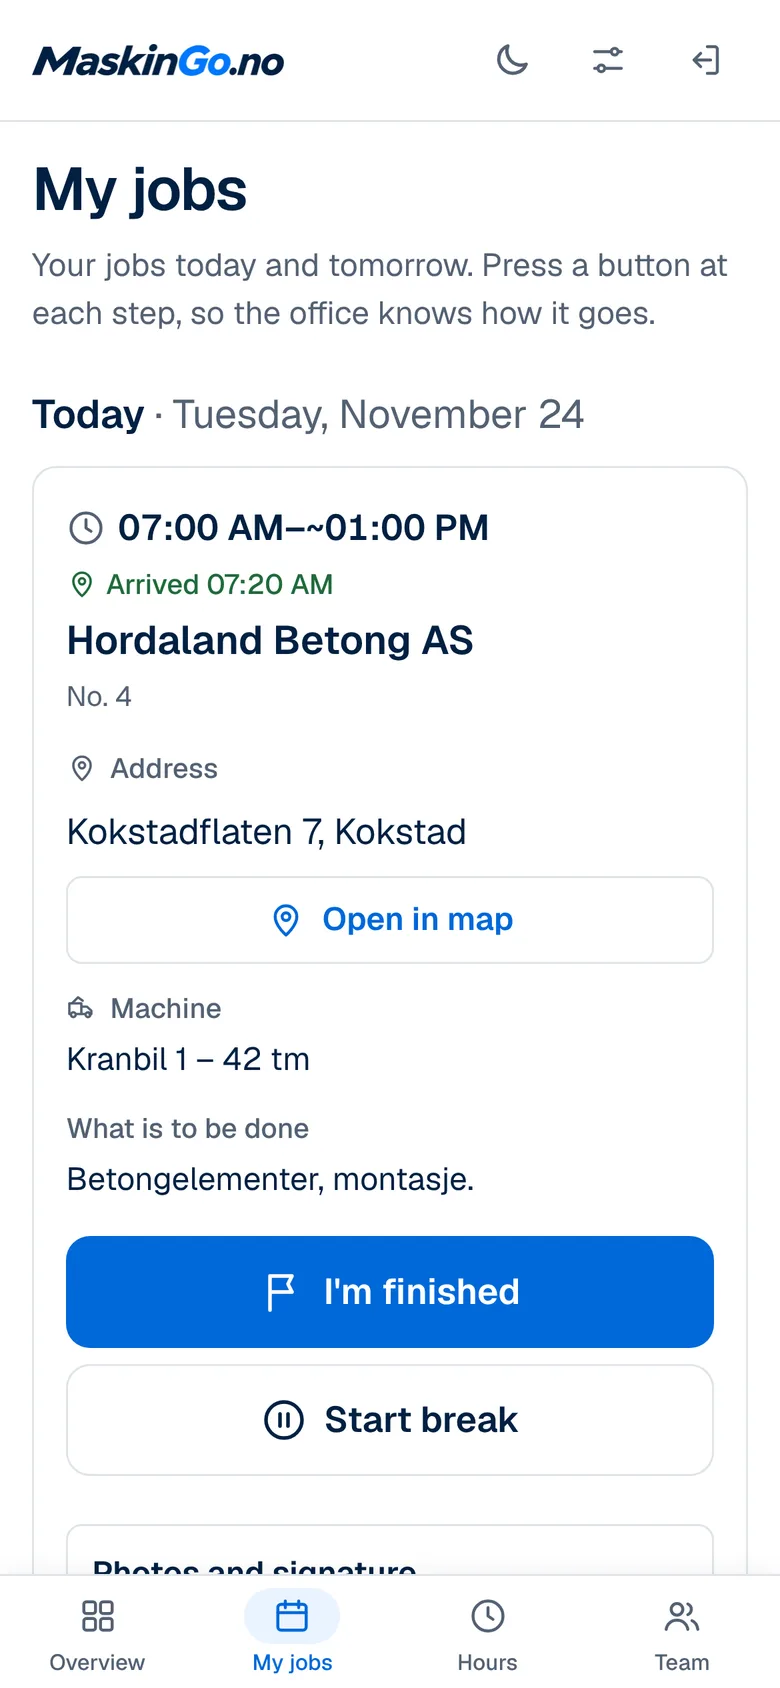 MaskinGo.no
My jobs
Your jobs today and tomorrow. Press a button at
each step, so the office knows how it goes.
Today · Tuesday, November 24
07:00 AM–~01:00 PM
Arrived 07:20 AM
Hordaland Betong AS
No. 4
Address
Kokstadflaten 7, Kokstad
Open in map
Machine
Kranbil 1 – 42 tm
What is to be done
Betongelementer, montasje.
I'm finished
Start break
Photos and signature
Overview
My jobs
Hours
Team